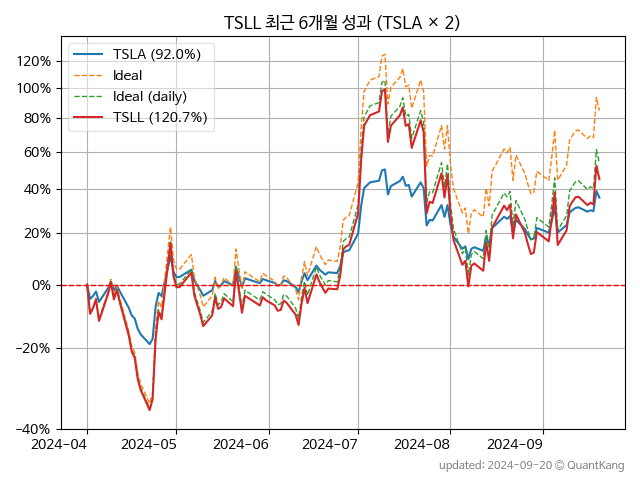 TSLL 최근 6개월 성과 (TSLA × 2)
TSLA (92.0%)
Ideal
Ideal (daily)
TSLL (120.7%)
120%
100%
80%
60%
40%
20%
0%
−20%
−40%
2024-04 2024-05 2024-06 2024-07 2024-08 2024-09
updated: 2024-09-20 © QuantKang